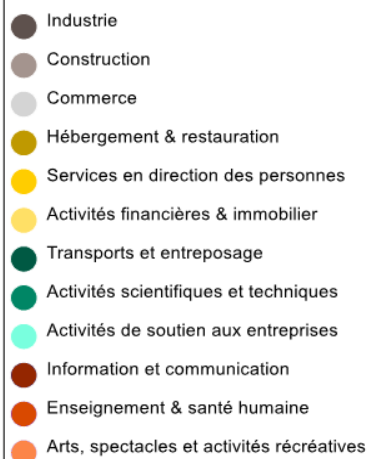 Industrie
Construction
Commerce
Hébergement & restauration
Services en direction des personnes
Activités financières & immobilier
Transports et entreposage
Activités scientifiques et techniques
Activités de soutien aux entreprises
Information et communication
Enseignement & santé humaine
Arts, spectacles et activités récréatives